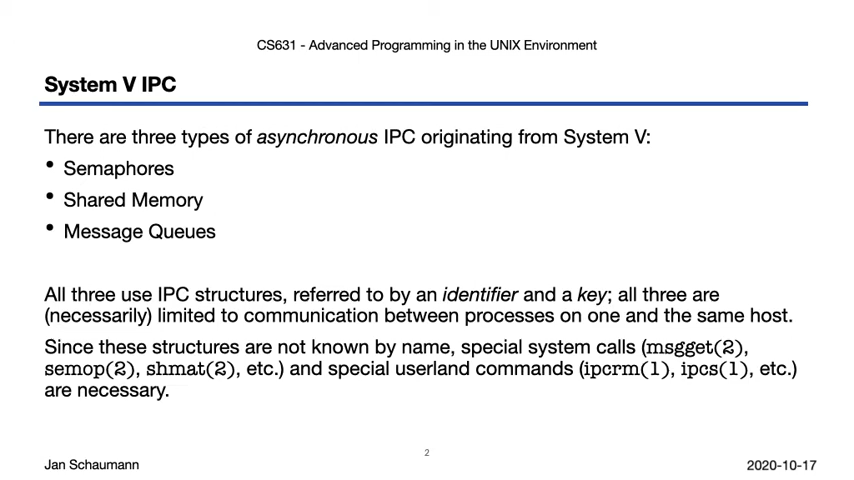 CS631 - Advanced Programming in the UNIX Environment
System V IPC
There are three types of asynchronous IPC originating from System V:
• Semaphores
• Shared Memory
• Message Queues
All three use IPC structures, referred to by an identifier and a key; all three are
(necessarily) limited to communication between processes on one and the same host.
Since these structures are not known by name, special system calls (msgget(2),
semop(2), shmat(2), etc.) and special userland commands (ipcrm(1), ipcs(1), etc.)
are necessary.
Jan Schaumann
2
2020-10-17